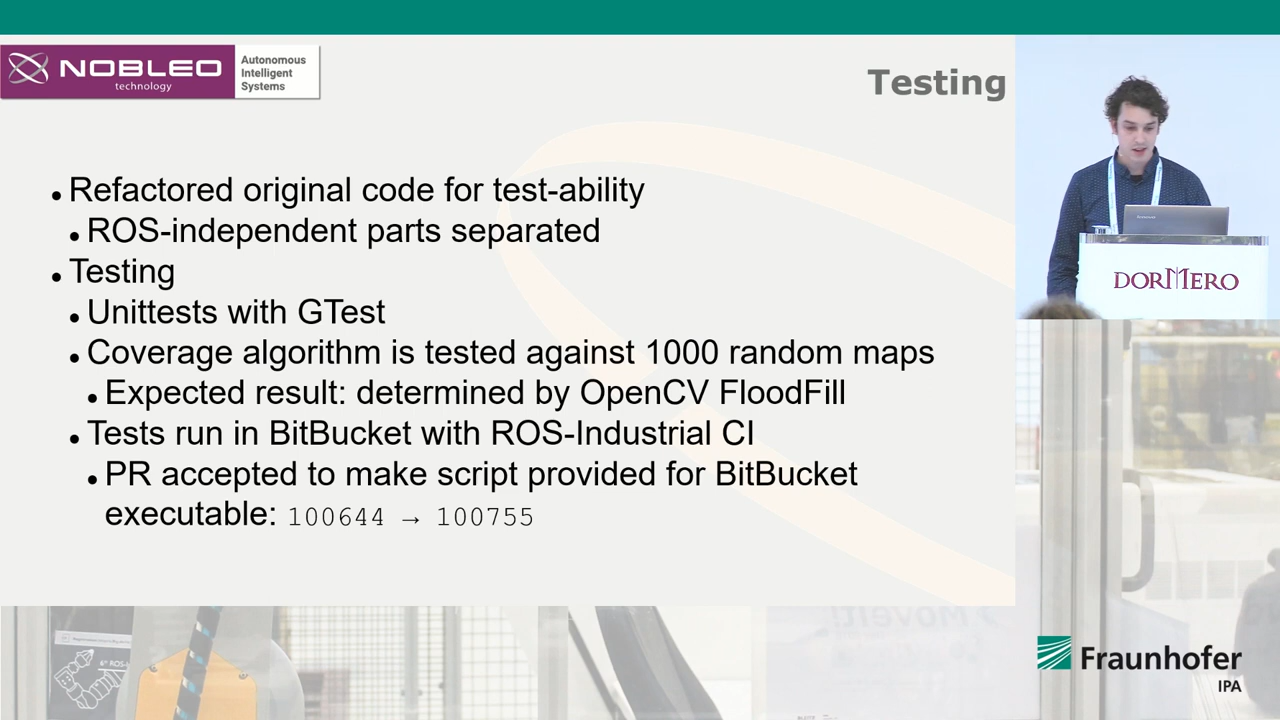 NOBLEO
technology
Autonomous
Intelligent
Systems
Testing
Refactored original code for test-ability
ROS-independent parts separated
Testing
Unittests with GTest
Coverage algorithm is tested against 1000 random maps
Expected result: determined by OpenCV FloodFill
Tests run in BitBucket with ROS-Industrial CI
PR accepted to make script provided for BitBucket
executable: 100644 → 100755
DORMERO
Fraunhofer
IPA